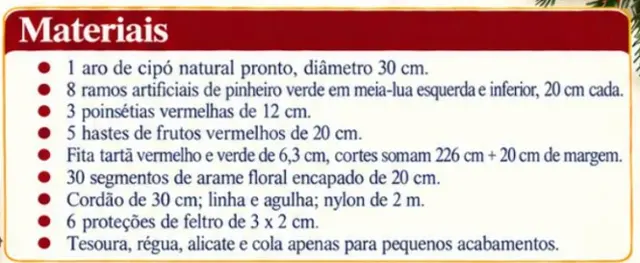 Materiais
• 1 aro de cipó natural pronto, diâmetro 30 cm.
• 8 ramos artificiais de pinheiro verde em meia-lua esquerda e inferior, 20 cm cada.
• 3 poinsétias vermelhas de 12 cm.
• 5 hastes de frutos vermelhos de 20 cm.
• Fita tartã vermelho e verde de 6,3 cm, cortes somam 226 cm + 20 cm de margem.
• 30 segmentos de arame floral encapado de 20 cm.
• Cordão de 30 cm; linha e agulha; nylon de 2 m.
• 6 proteções de feltro de 3 x 2 cm.
• Tesoura, régua, alicate e cola apenas para pequenos acabamentos.